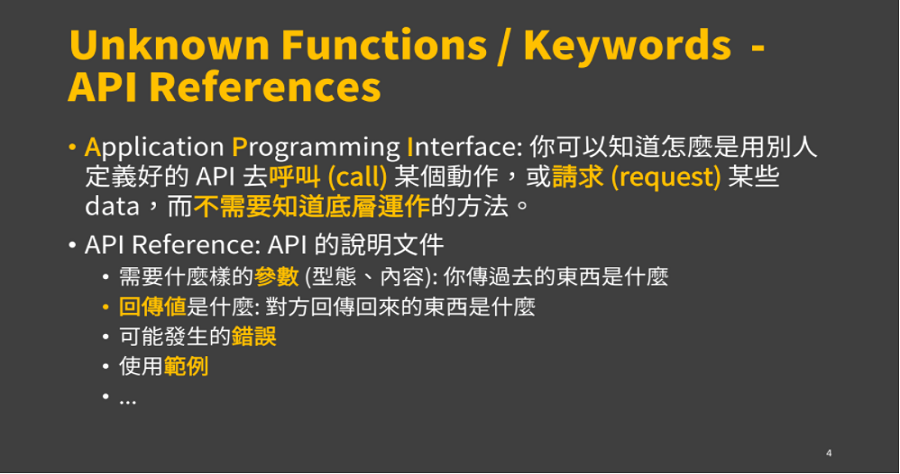 Unknown Functions / Keywords -
API References
• Application Programming Interface: 你可以知道怎麼是用別人
定義好的 API 去呼叫 (call) 某個動作，或請求 (request) 某些
data，而不需要知道底層運作的方法。
• API Reference: API 的說明文件
• 需要什麼樣的參數 (型態、內容): 你傳過去的東西是什麼
• 回傳值是什麼: 對方回傳回來的東西是什麼
• 可能發生的錯誤
• 使用範例
• ...
4